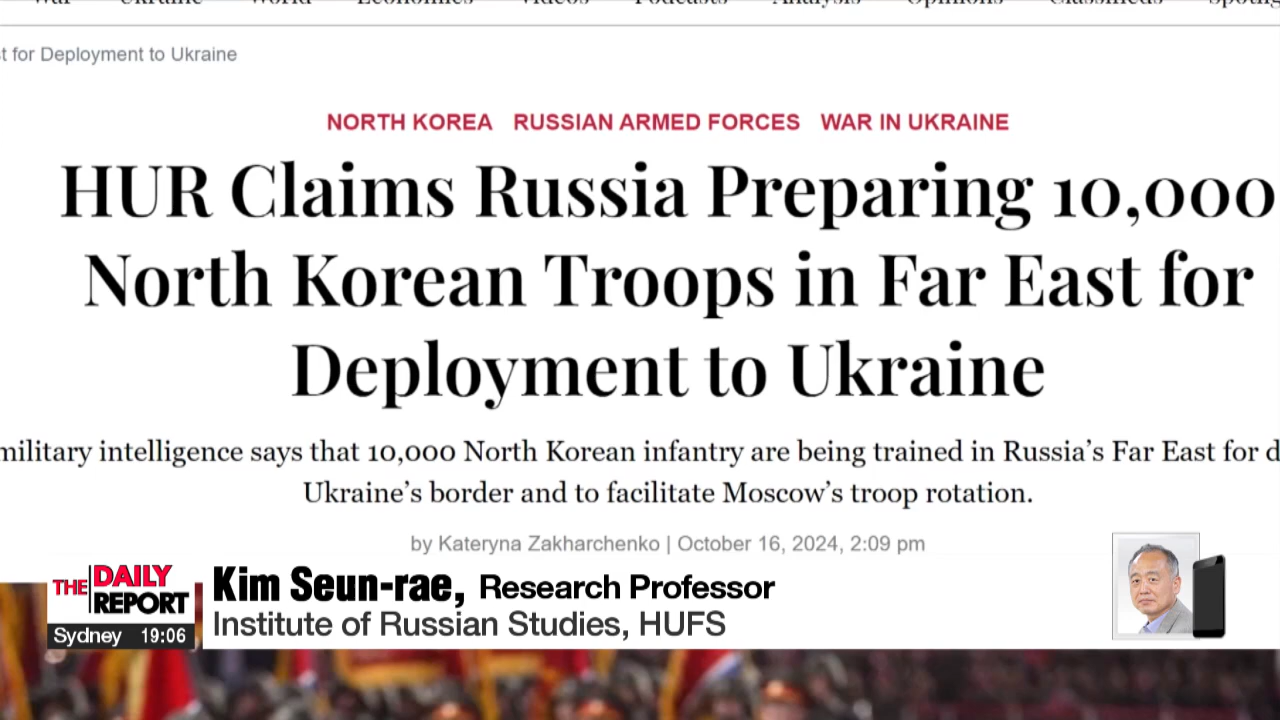 st for Deployment to Ukraine
NORTH KOREA RUSSIAN ARMED FORCES WAR IN UKRAINE
HUR Claims Russia Preparing 10,000
North Korean Troops in Far East for
Deployment to Ukraine
military intelligence says that 10,000 North Korean infantry are being trained in Russia's Far East for d
Ukraine's border and to facilitate Moscow's troop rotation.
by Kateryna Zakharchenko | October 16, 2024, 2:09 pm
THE DAILY REPORT
Sydney 19:06
Kim Seun-rae, Research Professor
Institute of Russian Studies, HUFS